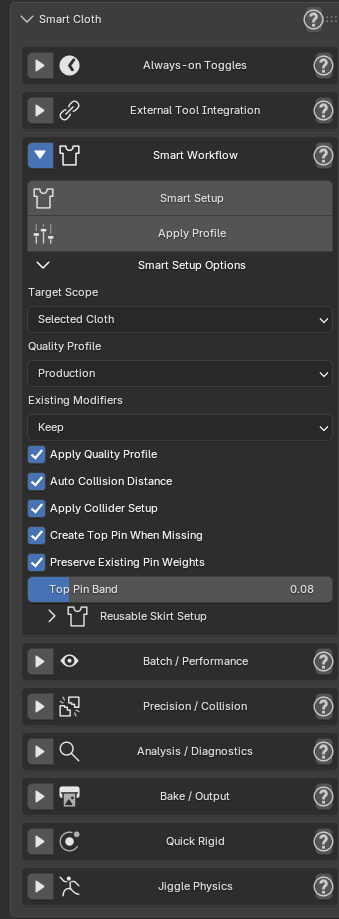 Smart Cloth
Always-on Toggles
External Tool Integration
Smart Workflow
Smart Setup
Apply Profile
Smart Setup Options
Target Scope
Selected Cloth
Quality Profile
Production
Existing Modifiers
Keep
Apply Quality Profile
Auto Collision Distance
Apply Collider Setup
Create Top Pin When Missing
Preserve Existing Pin Weights
Top Pin Band 0.08
Reusable Skirt Setup
Batch / Performance
Precision / Collision
Analysis / Diagnostics
Bake / Output
Quick Rigid
Jiggle Physics